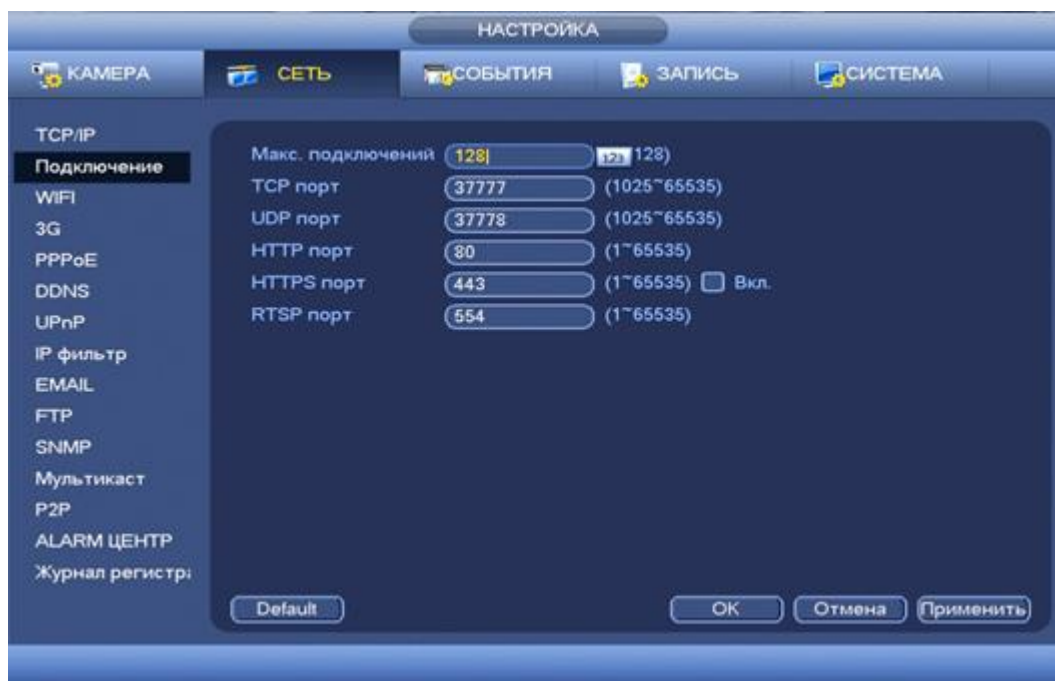 НАСТРОЙКА
КАМЕРА
СЕТЬ
СОБЫТИЯ
ЗАПИСЬ
СИСТЕМА
TCP/IP
Подключение
WIFI
3G
PPPoE
DDNS
UPnP
IP фильтр
EMAIL
FTP
SNMP
Мультикаст
P2P
ALARM ЦЕНТР
Журнал регистра
Макс. подключений 128 123 128)
TCP порт 37777 (1025~65535)
UDP порт 37778 (1025~65535)
HTTP порт 80 (1~65535)
HTTPS порт 443 (1~65535) Вкл.
RTSP порт 554 (1~65535)
Default
OK
Отмена
Применить